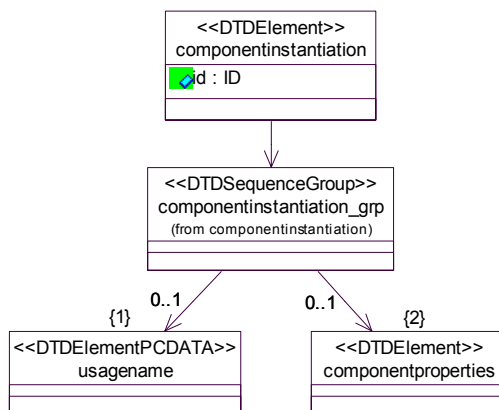 <<DTDElement>>
componentinstantiation
id : ID
<<DTDSequenceGroup>>
componentinstantiation_grp
(from componentinstantiation)
0..1
0..1
{1}
{2}
<<DTDElementPCDATA>>
usagename
<<DTDElement>>
componentproperties